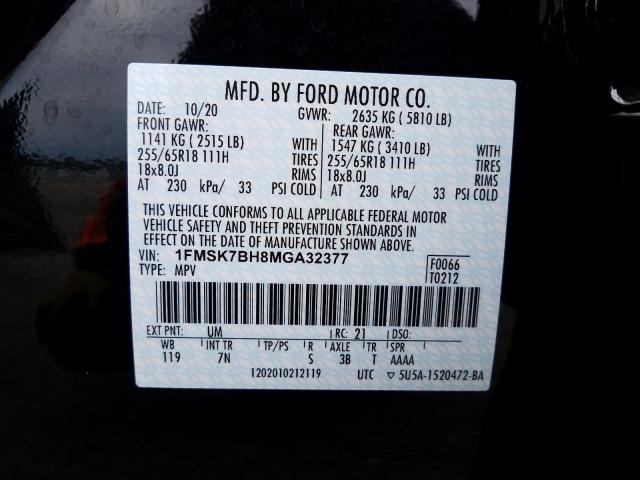 MFD. BY FORD MOTOR CO.
DATE: 10/20 GVWR: 2635 KG (5810 LB)
FRONT GAWR: REAR GAWR:
1141 KG (2515 LB) WITH 1547 KG (3410 LB) WITH
255/65R18 111H TIRES 255/65R18 111H TIRES
18x8.0J RIMS 18x8.0J RIMS
AT 230 kPa/ 33 PSI COLD AT 230 kPa/ 33 PSI COLD
THIS VEHICLE CONFORMS TO ALL APPLICABLE FEDERAL MOTOR
VEHICLE SAFETY AND THEFT PREVENTION STANDARDS IN
EFFECT ON THE DATE OF MANUFACTURE SHOWN ABOVE.
VIN: 1FMSK7BH8MGA32377 F0066
TYPE: MPV T0212
EXT PNT: UM RC: 21 DSO:
WB INT TR TP/PS R AXLE TR SPR
119 7N S 3B T AAAA
1202010212119 UTC ▽ 5U5A-1520472-BA